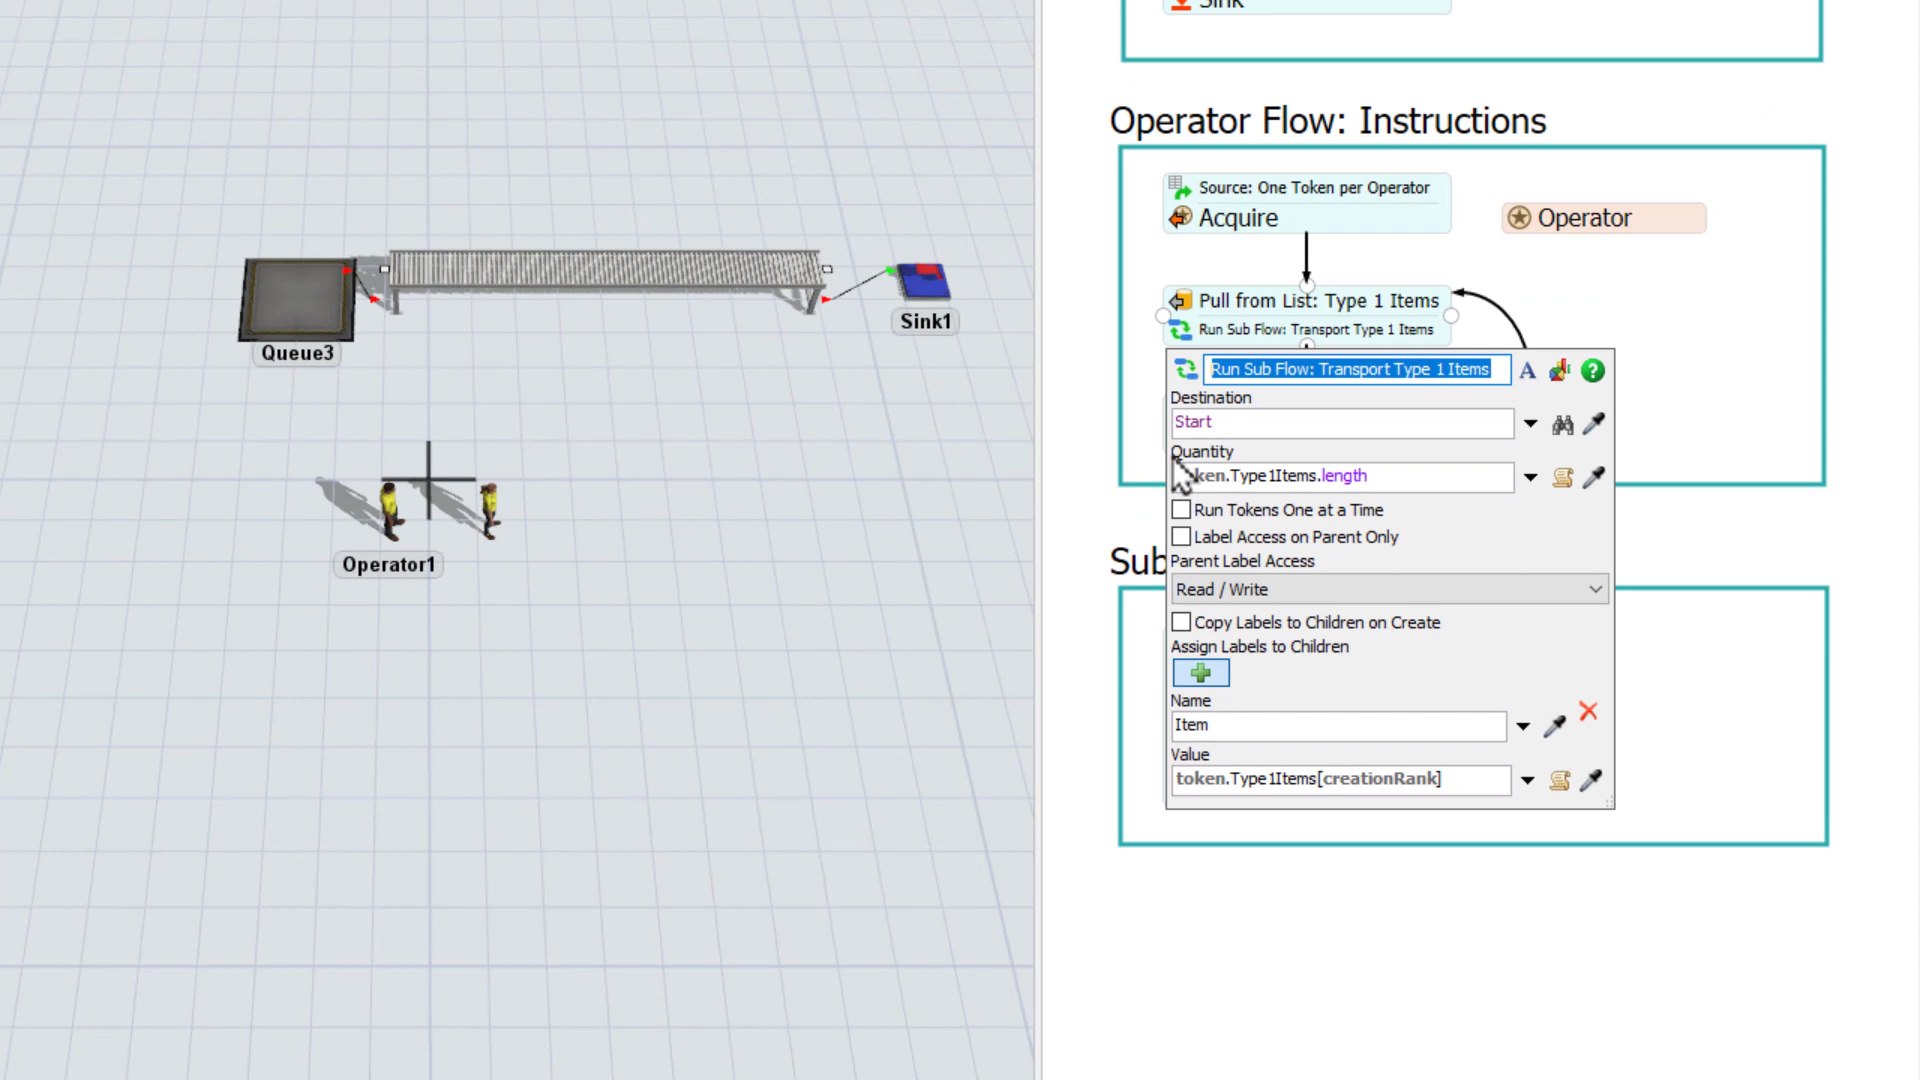 Sink
Operator Flow: Instructions
Source: One Token per Operator
Acquire
Operator
Pull from List: Type 1 Items
Run Sub Flow: Transport Type 1 Items
Run Sub Flow: Transport Type 1 Items
A
?
Destination
Start
Quantity
ken.Type1Items.length
Run Tokens One at a Time
Label Access on Parent Only
Sub
Parent Label Access
Read / Write
Copy Labels to Children on Create
Assign Labels to Children
Name
Item
Value
token.Type1Items[creationRank]
Queue3
Sink1
Operator1